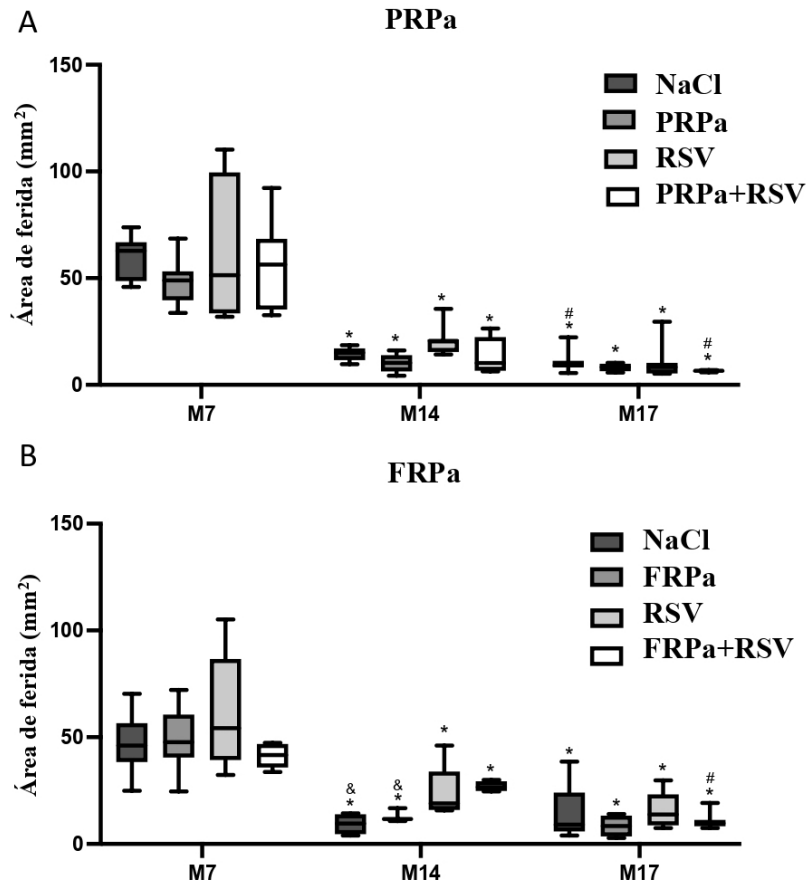 A
PRPa
Área de ferida (mm²)
150
100
50
0
NaCl
PRPa
RSV
PRPa+RSV
* * * * # * * * # *
M7 M14 M17
B
FRPa
Área de ferida (mm²)
150
100
50
0
NaCl
FRPa
RSV
FRPa+RSV
& * & * * * * * * # *
M7 M14 M17